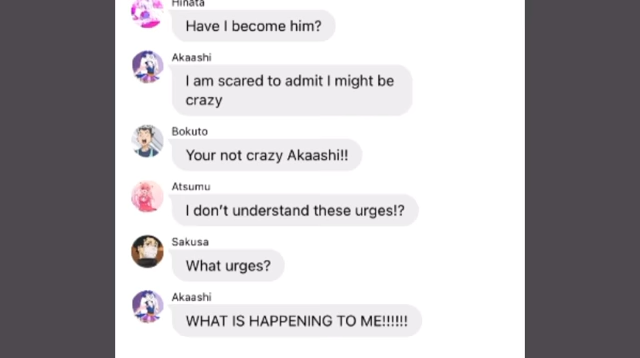 Hinata
Have I become him?
Akaashi
I am scared to admit I might be
crazy
Bokuto
Your not crazy Akaashi!!
Atsumu
I don't understand these urges!?
Sakusa
What urges?
Akaashi
WHAT IS HAPPENING TO ME!!!!!!